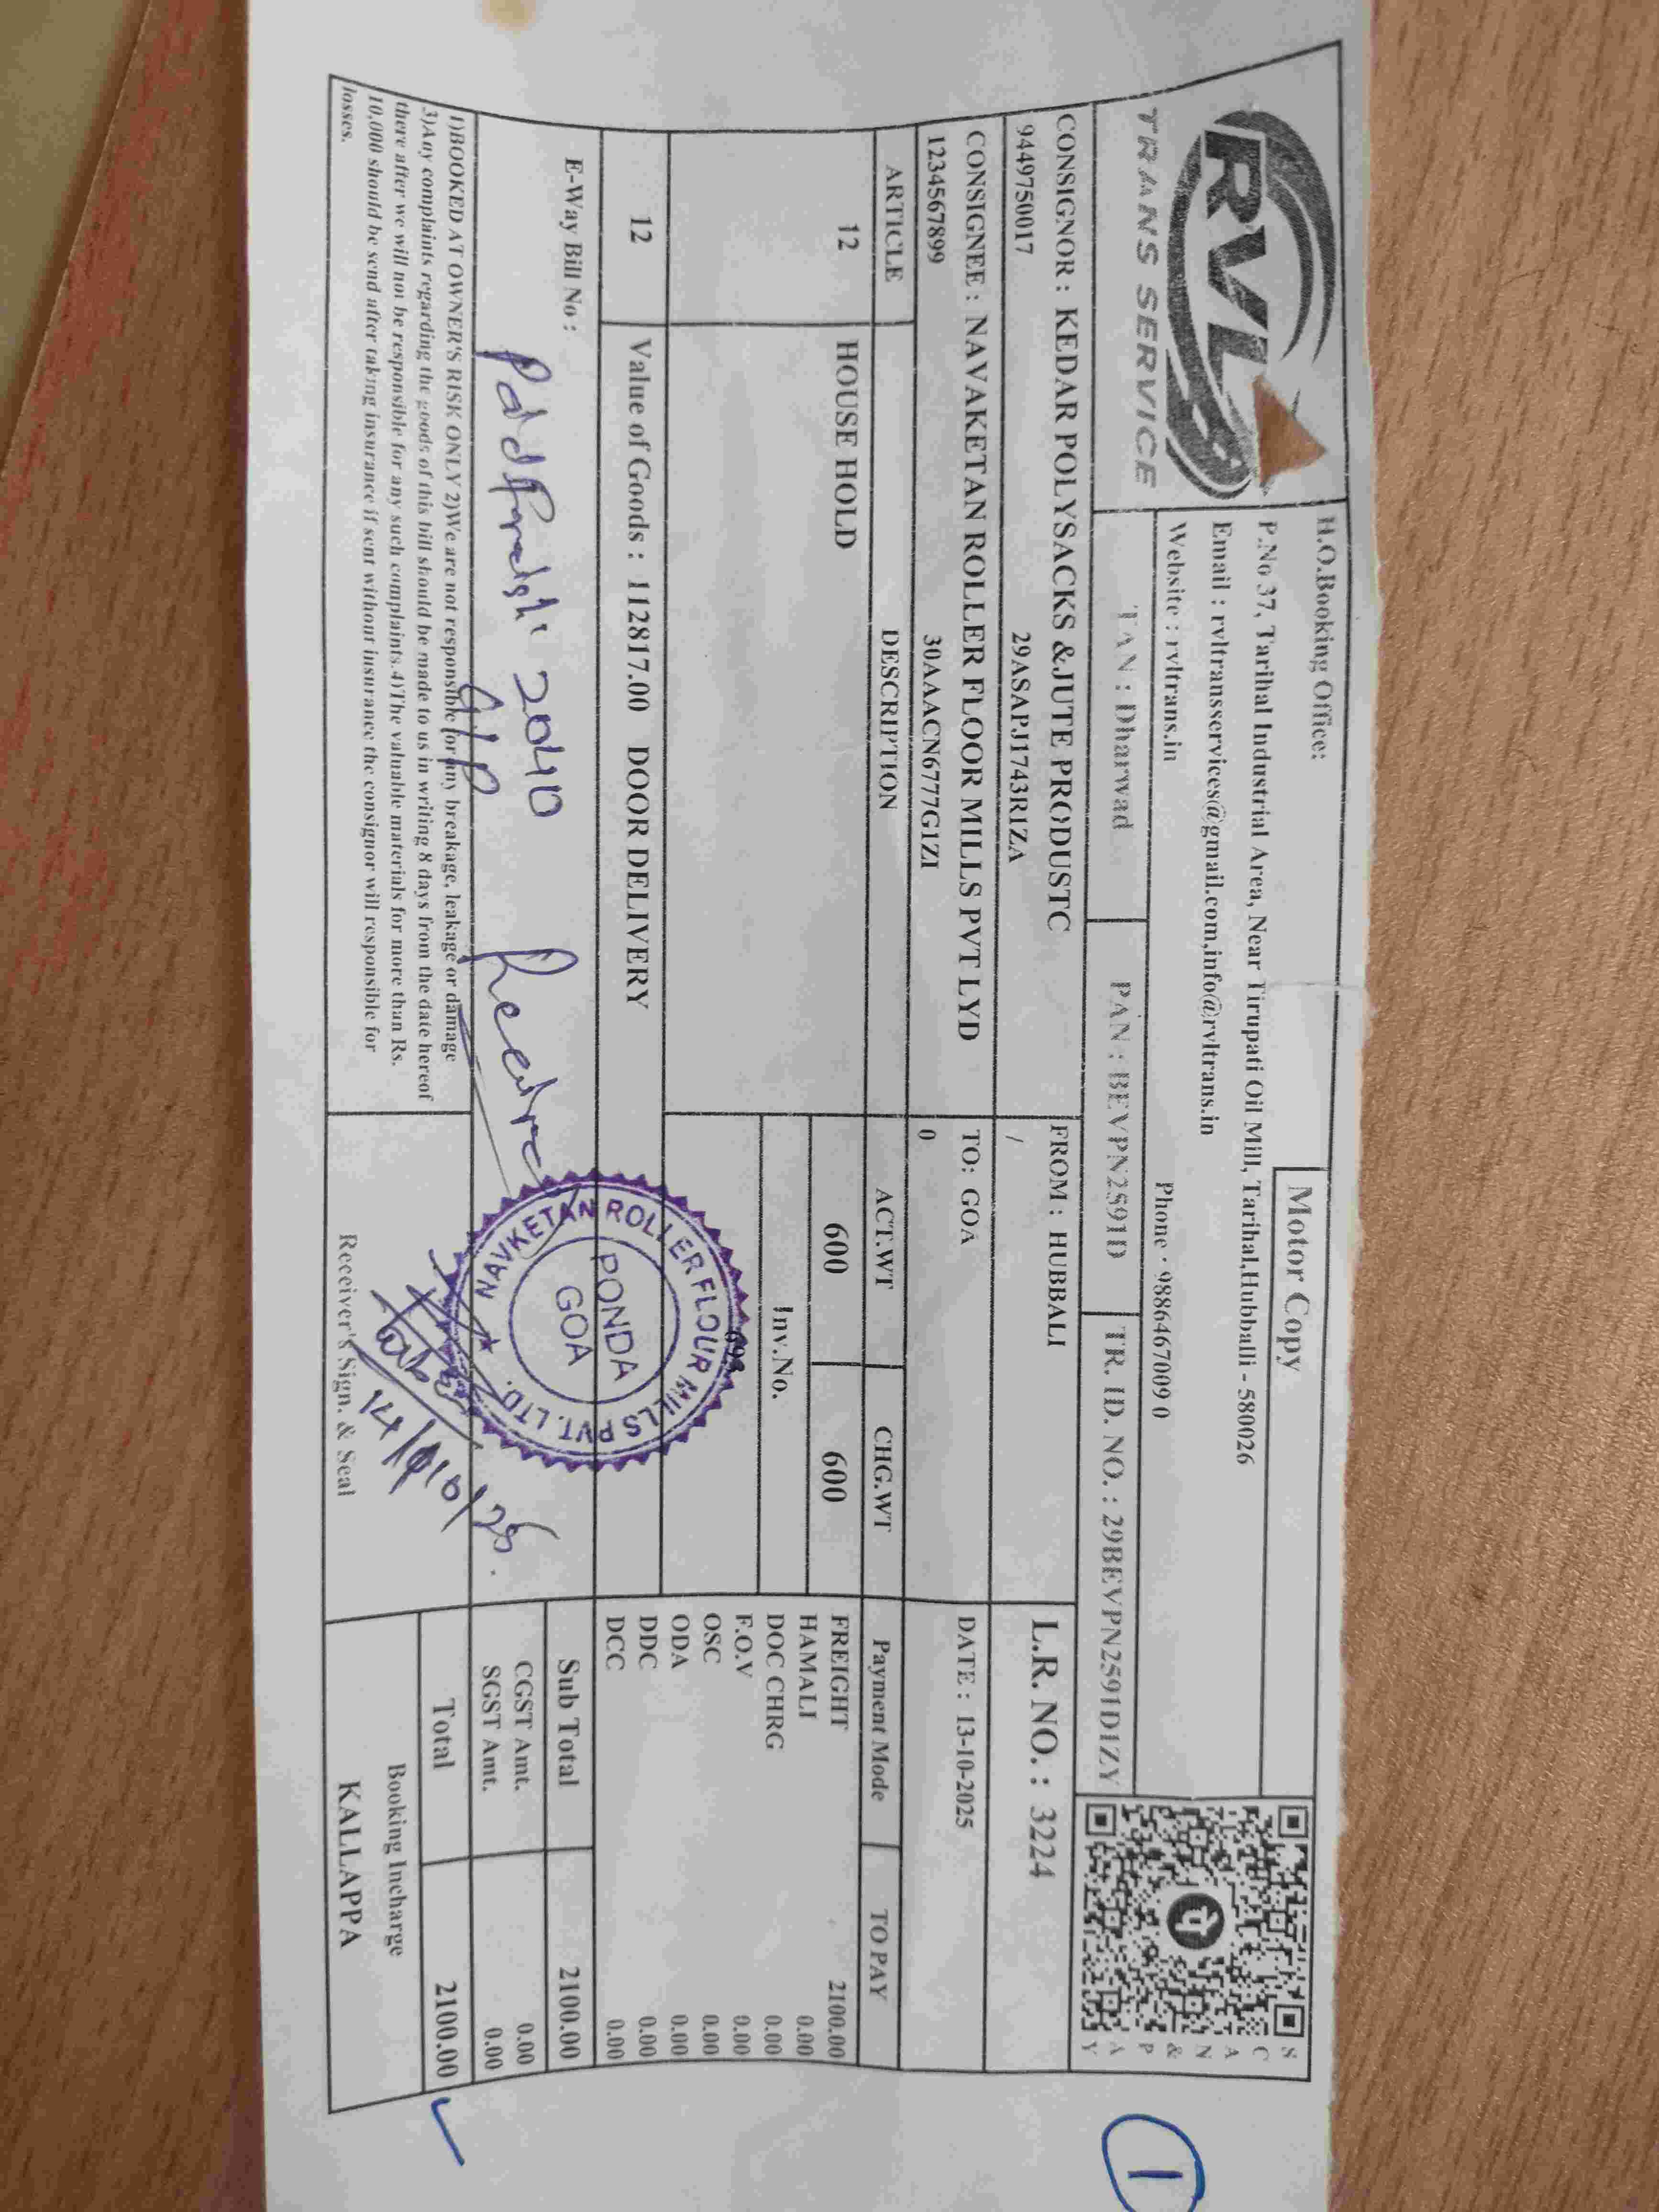 RVL
TRANS SERVICE
H.O.Booking Office:
Motor Copy
P.No 37, Tarihal Industrial Area, Near Tirupati Oil Mill, Tarihal,Hubballi - 580026
Email : rvltransservices@gmail.com,info@rvltrans.in
Website : rvltrans.in
Phone : 9886467009 0
SCAN & PAY
TAN : Dharwad
PAN : BEVPN2591D
TR. ID. NO. : 29BEVPN2591D1ZY
CONSIGNOR : KEDAR POLYSACKS &JUTE PRODUSTC
9449750017
29ASAPJ1743R1ZA
FROM : HUBBALI
/
L.R. NO. : 3224
CONSIGNEE : NAVAKETAN ROLLER FLOOR MILLS PVT LYD
1234567899
30AAACN6777G1ZI
TO: GOA
0
DATE : 13-10-2025
ARTICLE DESCRIPTION ACT.WT CHG.WT Payment Mode TO PAY
12 HOUSE HOLD 600 600
Inv.No.
FREIGHT 2100.00
HAMALI 0.00
DOC CHRG 0.00
F.O.V 0.00
OSC 0.00
ODA 0.00
DDC 0.00
DCC 0.00
12 Value of Goods : 112817.00 DOOR DELIVERY
E-Way Bill No :
Sub Total 2100.00
CGST Amt. 0.00
SGST Amt. 0.00
Total 2100.00
2040
NAVKETAN ROLLER FLOUR MILLS PVT. LTD.
PONDA
GOA
14/10/25
1)BOOKED AT OWNER'S RISK ONLY 2)We are not responsible for any breakage, leakage or damage
3)Any complaints regarding the goods of this bill should be made to us in writing 8 days from the date hereof
there after we will not be responsible for any such complaints.4)The valuable materials for more than Rs.
10,000 should be send after taking insurance if sent without insurance the consignor will responsible for
losses.
Receiver's Sign. & Seal
Booking Incharge
KALLAPPA
1